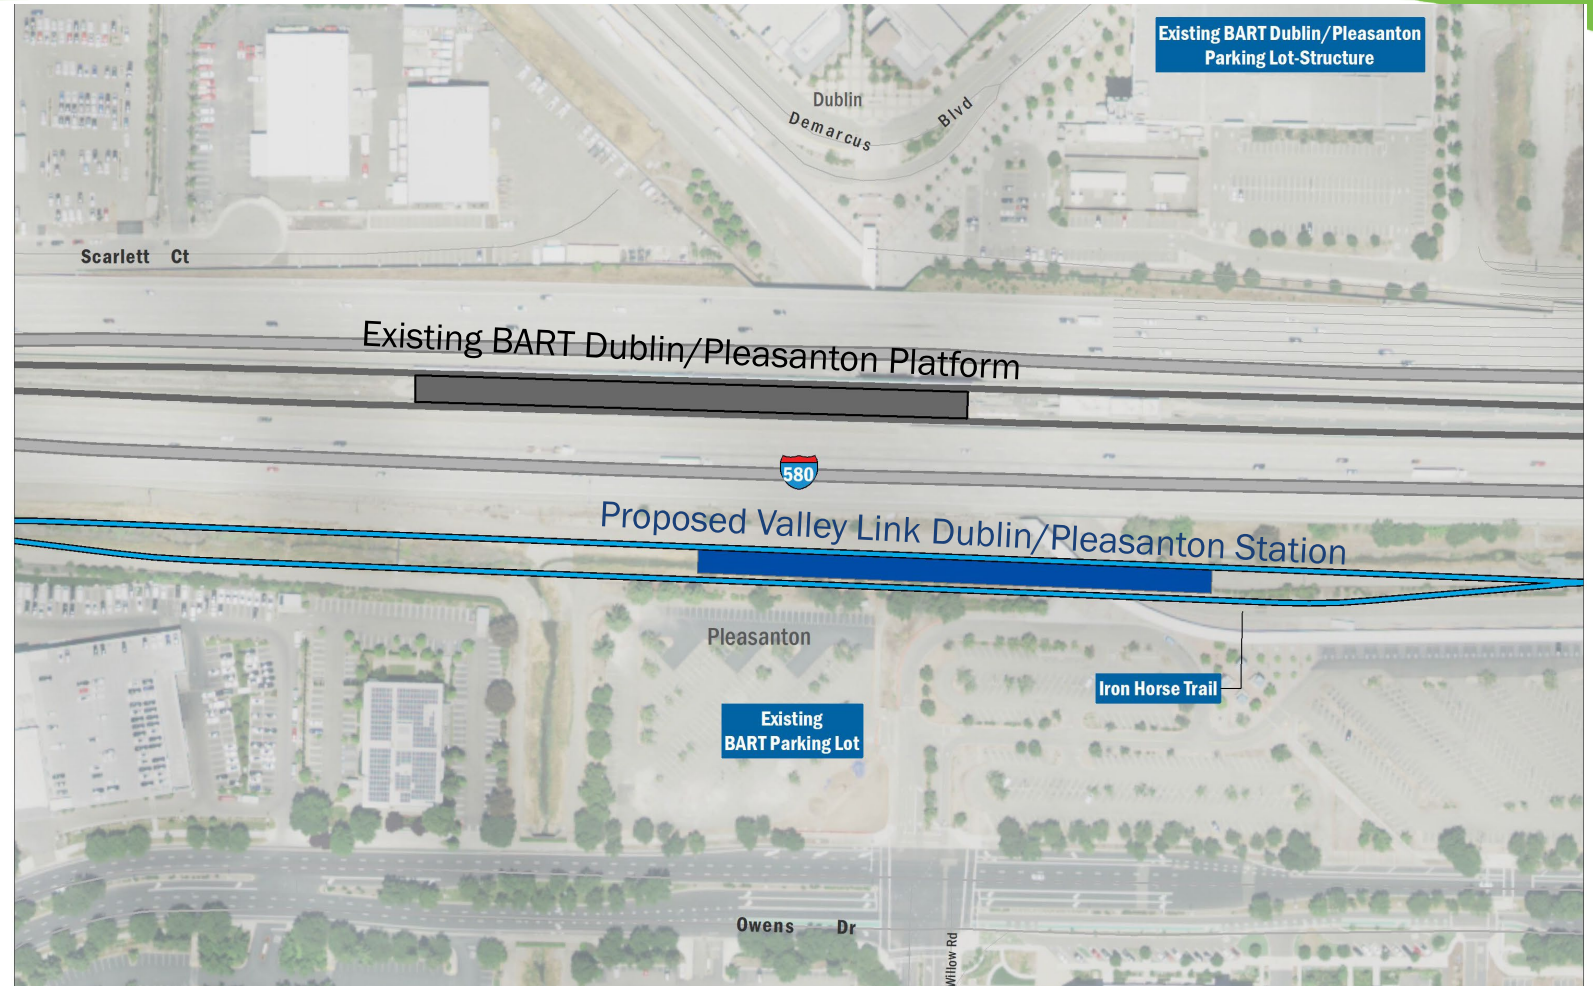 Existing BART Dublin/Pleasanton
Parking Lot-Structure
Dublin
Demarcus Blvd
Scarlett Ct
Existing BART Dublin/Pleasanton Platform
580
Proposed Valley Link Dublin/Pleasanton Station
Pleasanton
Iron Horse Trail
Existing
BART Parking Lot
Owens Dr
Willow Rd